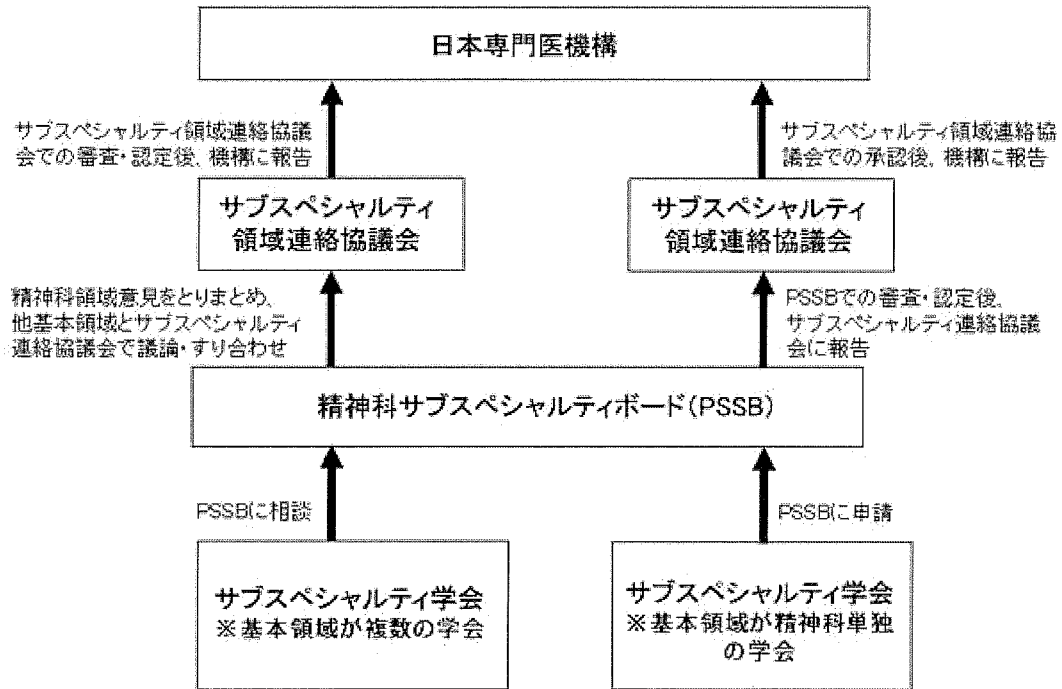 日本専門医機構
サブスペシャルティ領域連絡協議
会での審査・認定後、機構に報告
サブスペシャルティ領域連絡協
議会での承認後、機構に報告
サブスペシャルティ
領域連絡協議会
サブスペシャルティ
領域連絡協議会
精神科領域意見をとりまとめ、
他基本領域とサブスペシャルティ
連絡協議会で議論・すり合わせ
PSSBでの審査・認定後、
サブスペシャルティ連絡協議
会に報告
精神科サブスペシャルティボード(PSSB)
PSSBに相談
PSSBに申請
サブスペシャルティ学会
※基本領域が複数の学会
サブスペシャルティ学会
※基本領域が精神科単独
の学会